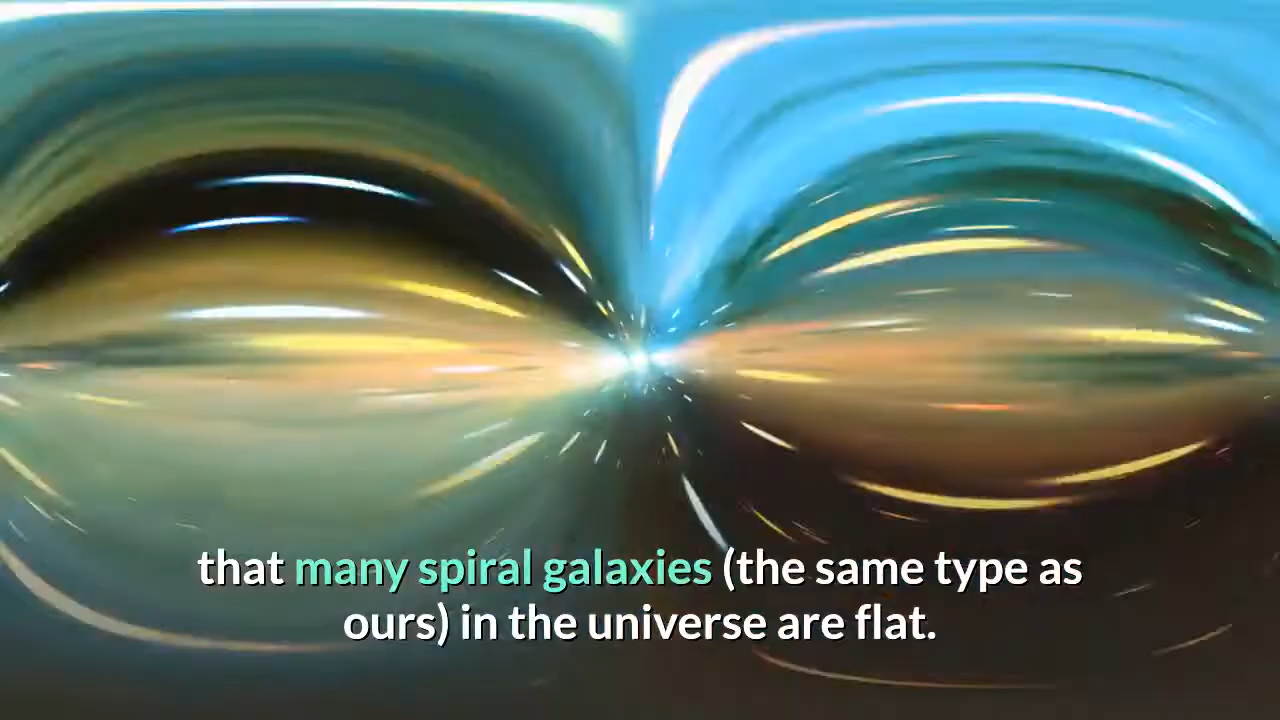 that many spiral galaxies (the same type as
ours) in the universe are flat.